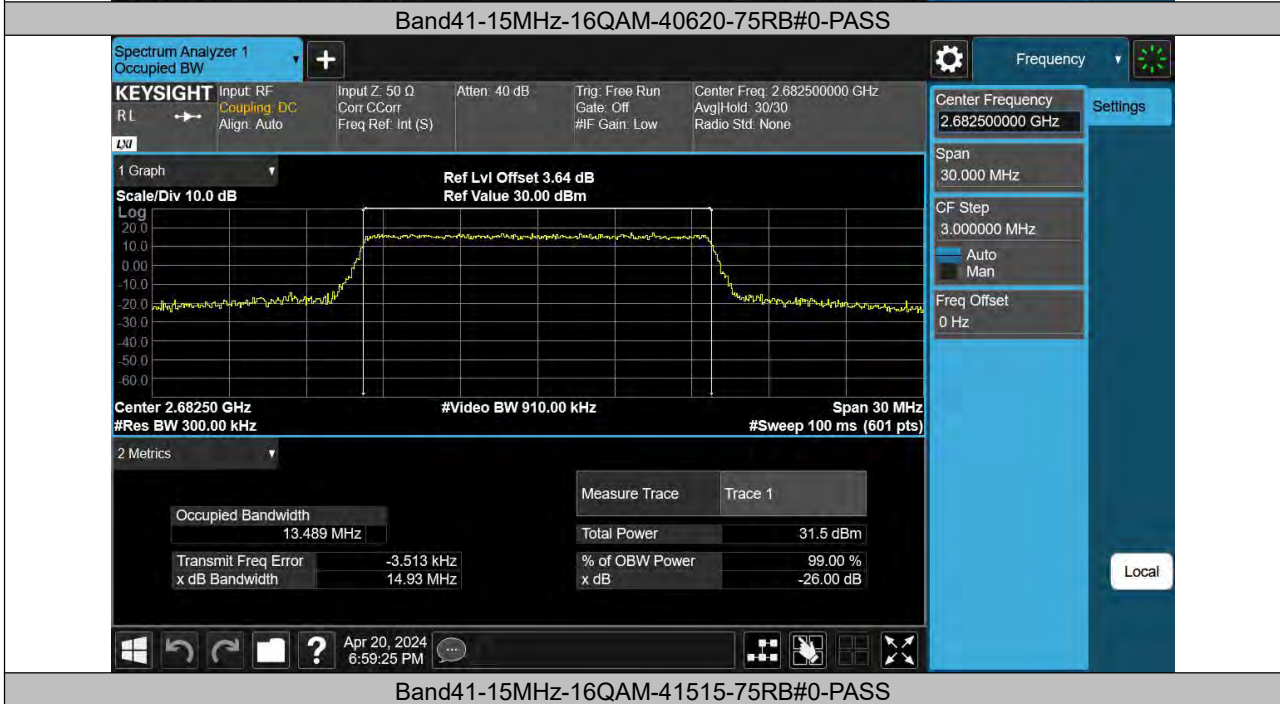 Band41-15MHz-16QAM-40620-75RB#0-PASS
Spectrum Analyzer 1
Occupied BW
+
Frequency
KEYSIGHT
RL
LXI
Input: RF
Coupling: DC
Align: Auto
Input Z: 50 Ω
Corr CCorr
Freq Ref: Int (S)
Atten: 40 dB
Trig: Free Run
Gate: Off
#IF Gain: Low
Center Freq: 2.682500000 GHz
Avg|Hold: 30/30
Radio Std: None
Center Frequency
2.682500000 GHz
Settings
Span
30.000 MHz
CF Step
3.000000 MHz
Auto
Man
Freq Offset
0 Hz
Local
1 Graph
Scale/Div 10.0 dB
Ref Lvl Offset 3.64 dB
Ref Value 30.00 dBm
Log
20.0
10.0
0.00
-10.0
-20.0
-30.0
-40.0
-50.0
-60.0
Center 2.68250 GHz
#Video BW 910.00 kHz
Span 30 MHz
#Res BW 300.00 kHz
#Sweep 100 ms (601 pts)
2 Metrics
Measure Trace
Trace 1
Occupied Bandwidth
13.489 MHz
Total Power
31.5 dBm
Transmit Freq Error
-3.513 kHz
% of OBW Power
99.00 %
x dB Bandwidth
14.93 MHz
x dB
-26.00 dB
?
Apr 20, 2024
6:59:25 PM
Band41-15MHz-16QAM-41515-75RB#0-PASS